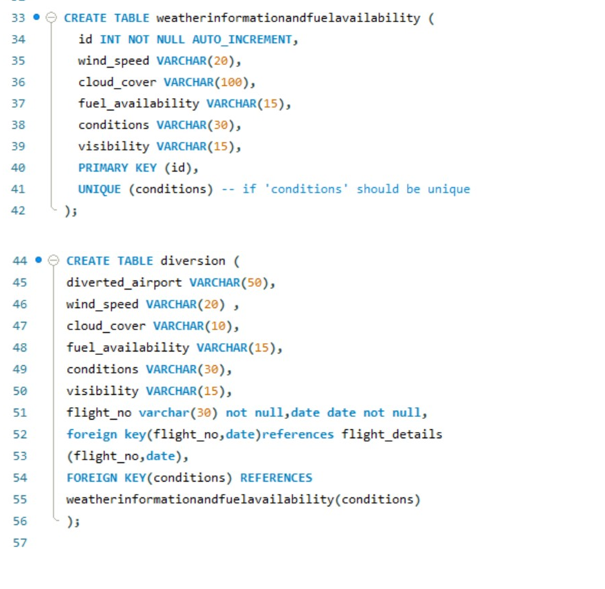 33 CREATE TABLE weatherinformationandfuelavailability (
34 id INT NOT NULL AUTO_INCREMENT,
35 wind_speed VARCHAR(20),
36 cloud_cover VARCHAR(100),
37 fuel_availability VARCHAR(15),
38 conditions VARCHAR(30),
39 visibility VARCHAR(15),
40 PRIMARY KEY (id),
41 UNIQUE (conditions) -- if 'conditions' should be unique
42 );
44 CREATE TABLE diversion (
45 diverted_airport VARCHAR(50),
46 wind_speed VARCHAR(20) ,
47 cloud_cover VARCHAR(10),
48 fuel_availability VARCHAR(15),
49 conditions VARCHAR(30),
50 visibility VARCHAR(15),
51 flight_no varchar(30) not null,date date not null,
52 foreign key(flight_no,date)references flight_details
53 (flight_no,date),
54 FOREIGN KEY(conditions) REFERENCES
55 weatherinformationandfuelavailability(conditions)
56 );
57